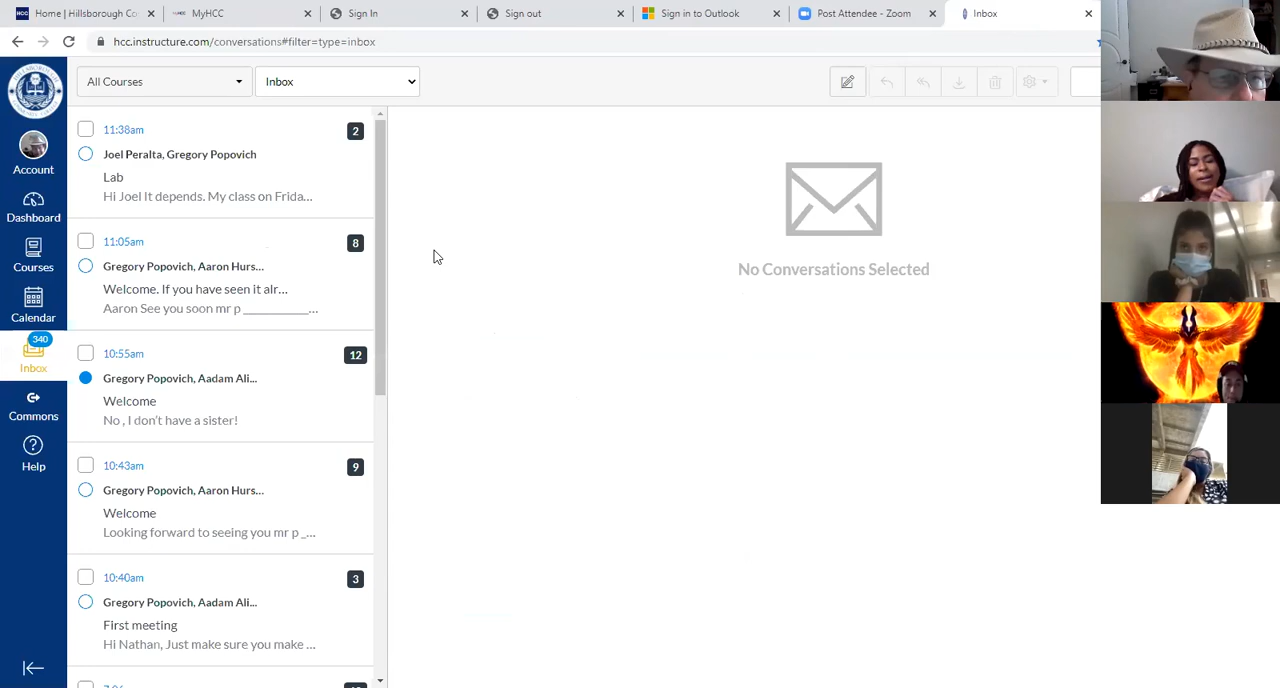 Home | Hillsborough Co
MyHCC
Sign In
Sign out
Sign in to Outlook
Post Attendee - Zoom
Inbox
hcc.instructure.com/conversations#filter=type=inbox
All Courses
Inbox
Account
Dashboard
Courses
Calendar
340
Inbox
Commons
Help
11:38am
2
Joel Peralta, Gregory Popovich
Lab
Hi Joel It depends. My class on Frida...
11:05am
8
Gregory Popovich, Aaron Hurs...
Welcome. If you have seen it alr...
Aaron See you soon mr p _____________...
10:55am
12
Gregory Popovich, Aadam Ali...
Welcome
No , I don't have a sister!
10:43am
9
Gregory Popovich, Aaron Hurs...
Welcome
Looking forward to seeing you mr p _...
10:40am
3
Gregory Popovich, Aadam Ali...
First meeting
Hi Nathan, Just make sure you make ...
No Conversations Selected